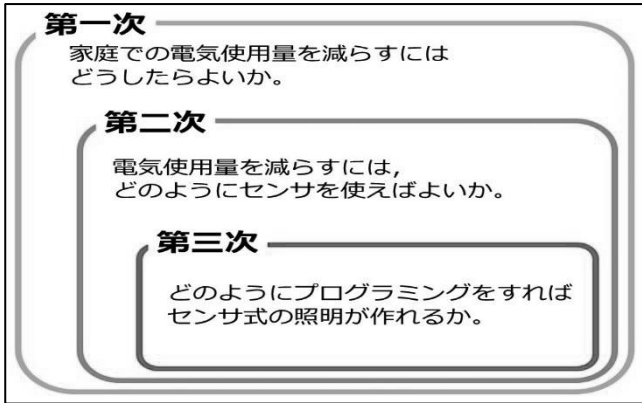 第一次
家庭での電気使用量を減らすには
どうしたらよいか。
第二次
電気使用量を減らすには,
どのようにセンサを使えばよいか。
第三次
どのようにプログラミングをすれば
センサ式の照明が作れるか。